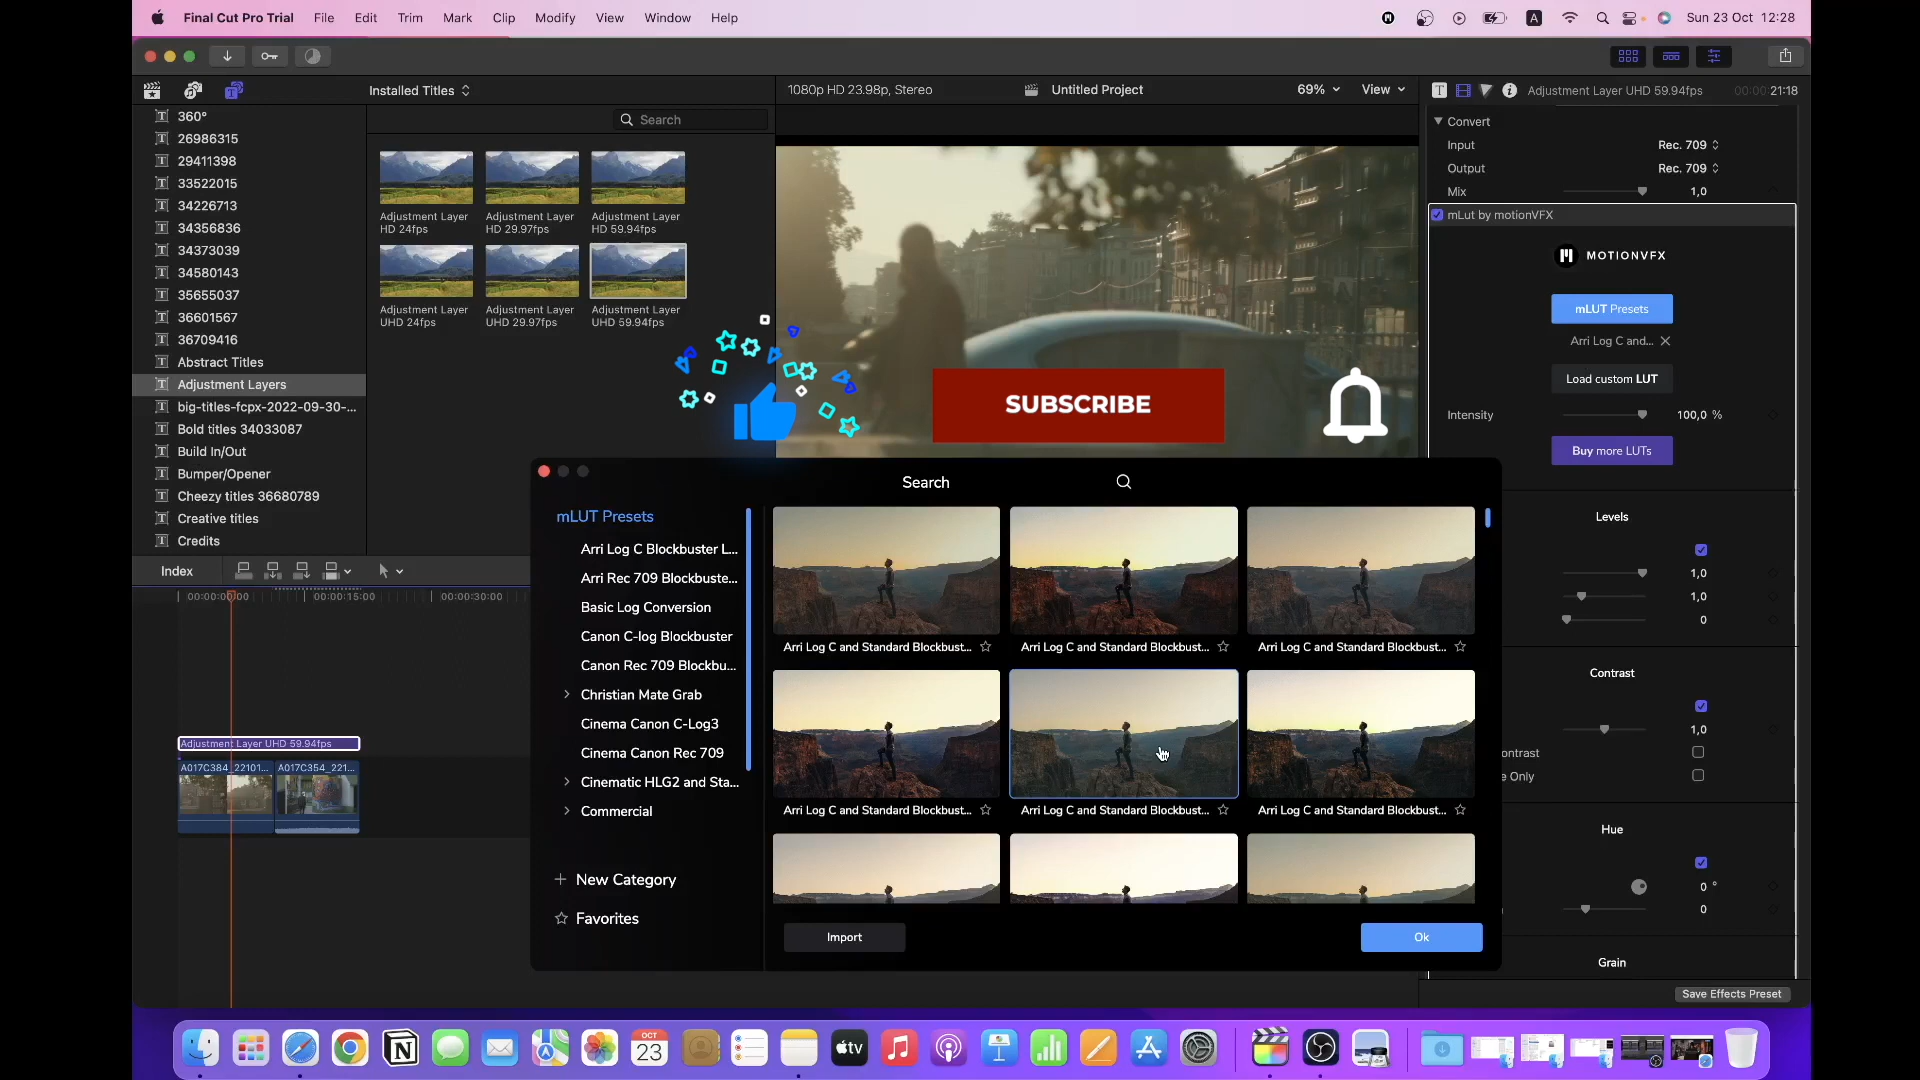 Final Cut Pro Trial File Edit Trim Mark Clip Modify View Window Help A Sun 23 Oct 12:28
Installed Titles
1080p HD 23.98p, Stereo Untitled Project 69% View
T Adjustment Layer UHD 59.94fps 00:00:21:18
Search
360°
26986315
29411398
33522015
34226713
34356836
34373039
34580143
35655037
36601567
36709416
Abstract Titles
Adjustment Layers
big-titles-fcpx-2022-09-30-...
Bold titles 34033087
Build In/Out
Bumper/Opener
Cheezy titles 36680789
Creative titles
Credits
Adjustment Layer HD 24fps
Adjustment Layer HD 29.97fps
Adjustment Layer HD 59.94fps
Adjustment Layer UHD 24fps
Adjustment Layer UHD 29.97fps
Adjustment Layer UHD 59.94fps
SUBSCRIBE
Convert
Input Rec. 709
Output Rec. 709
Mix 1,0
mLut by motionVFX
MOTIONVFX
mLUT Presets
Arri Log C and...
Load custom LUT
Intensity 100,0 %
Buy more LUTs
Levels
1,0
1,0
0
Contrast
1,0
Hue
0 °
0
Grain
Save Effects Preset
Index
00:00:15:00 00:00:30:00
Adjustment Layer UHD 59.94fps
A017C384_22101... A017C354_221...
Search
mLUT Presets
Arri Log C Blockbuster L...
Arri Rec 709 Blockbuste...
Basic Log Conversion
Canon C-log Blockbuster
Canon Rec 709 Blockbu...
Christian Mate Grab
Cinema Canon C-Log3
Cinema Canon Rec 709
Cinematic HLG2 and Sta...
Commercial
New Category
Favorites
Arri Log C and Standard Blockbust... Arri Log C and Standard Blockbust... Arri Log C and Standard Blockbust...
Arri Log C and Standard Blockbust... Arri Log C and Standard Blockbust... Arri Log C and Standard Blockbust...
Import Ok
OCT
23
tv